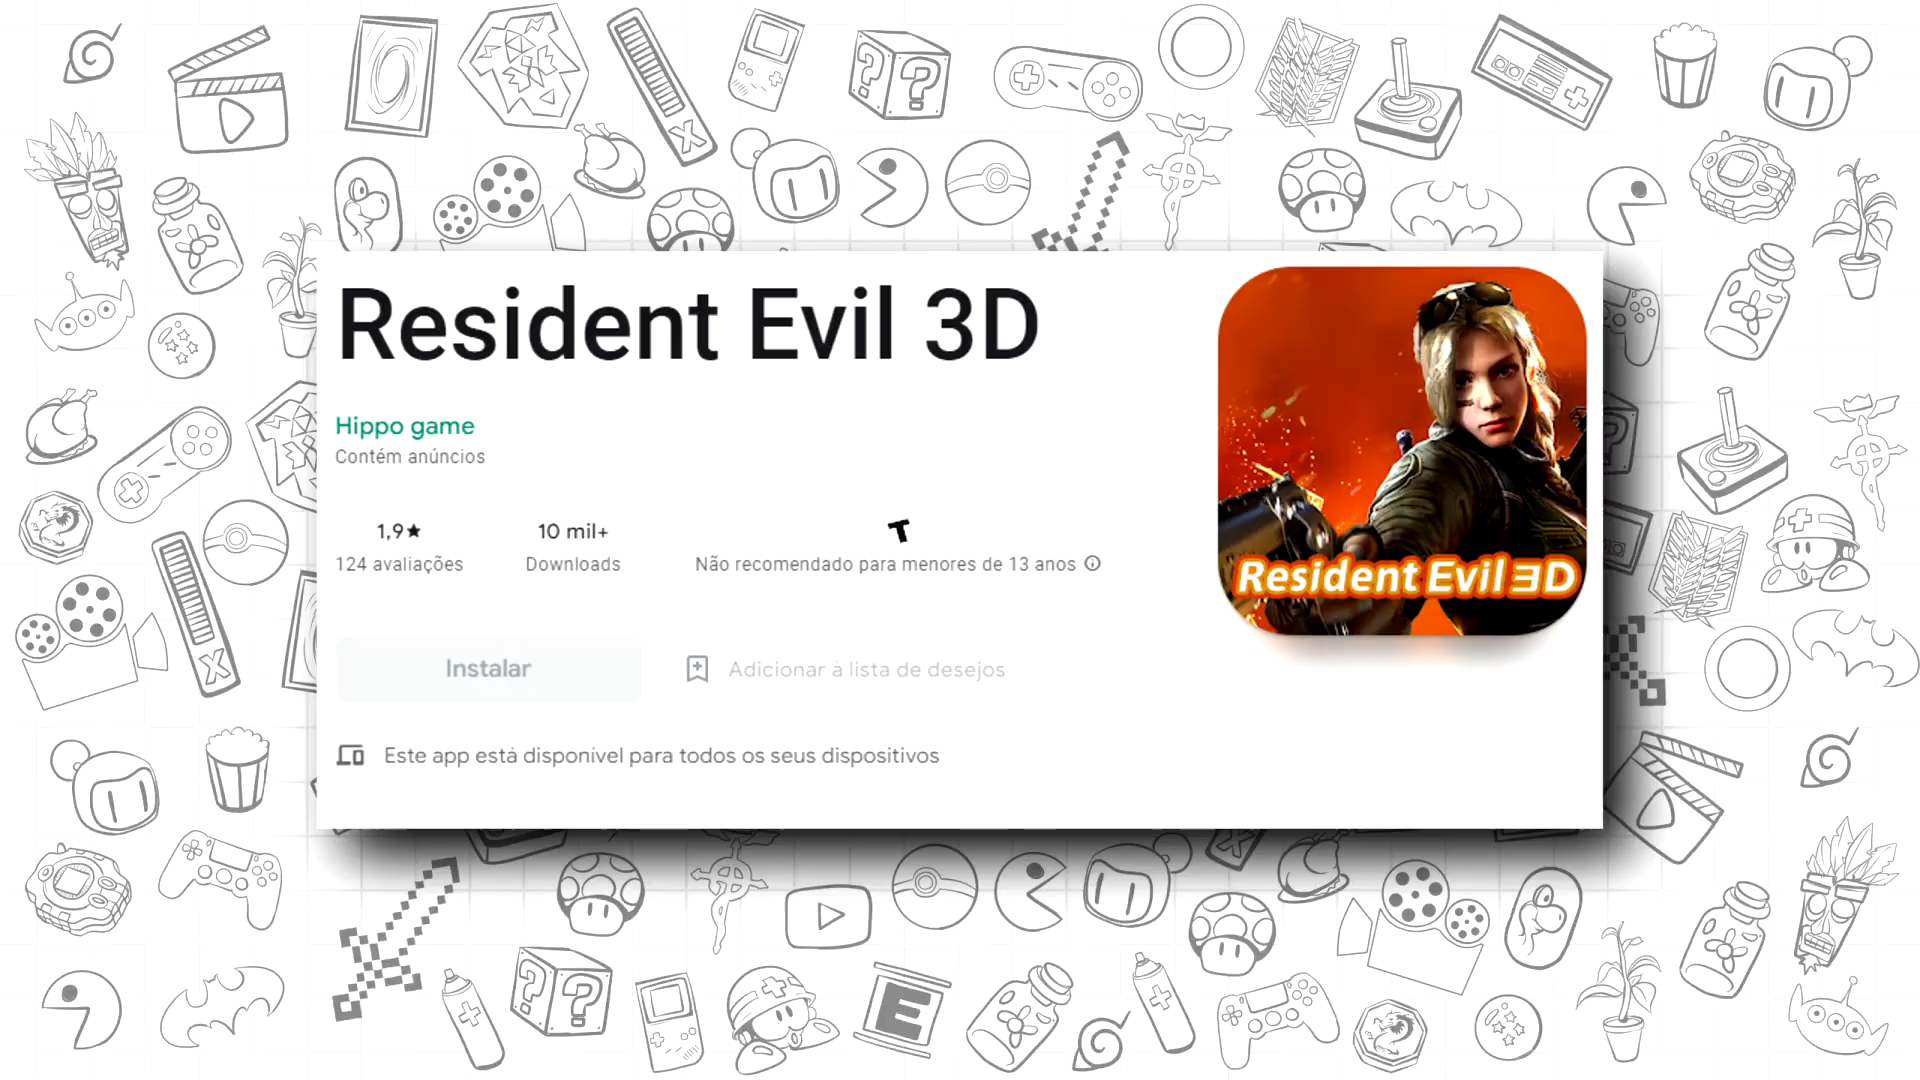 Resident Evil 3D
Hippo game
Contém anúncios
1,9★
124 avaliações
10 mil+
Downloads
T
Não recomendado para menores de 13 anos
Instalar
Adicionar à lista de desejos
Este app está disponível para todos os seus dispositivos
Resident Evil 3D
X
? ?
X
? ?
E